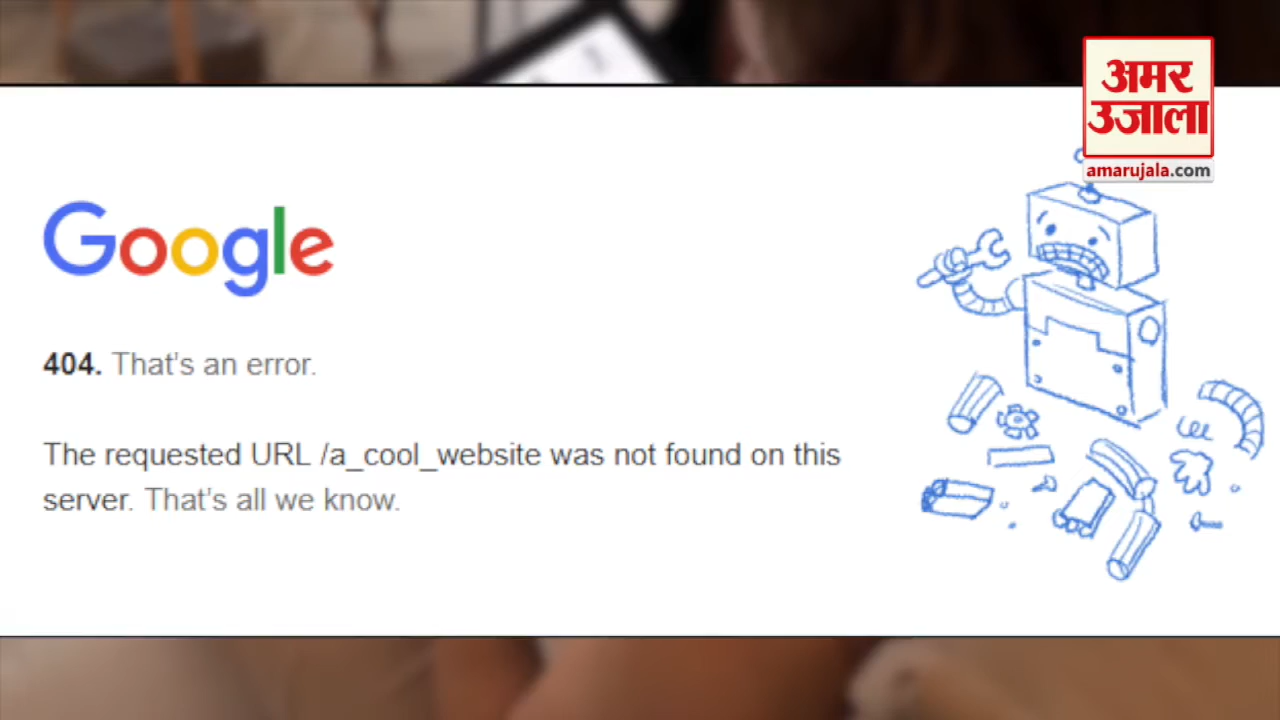 अमर
उजाला
amarujala.com
Google
404. That's an error.
The requested URL /a_cool_website was not found on this
server. That's all we know.